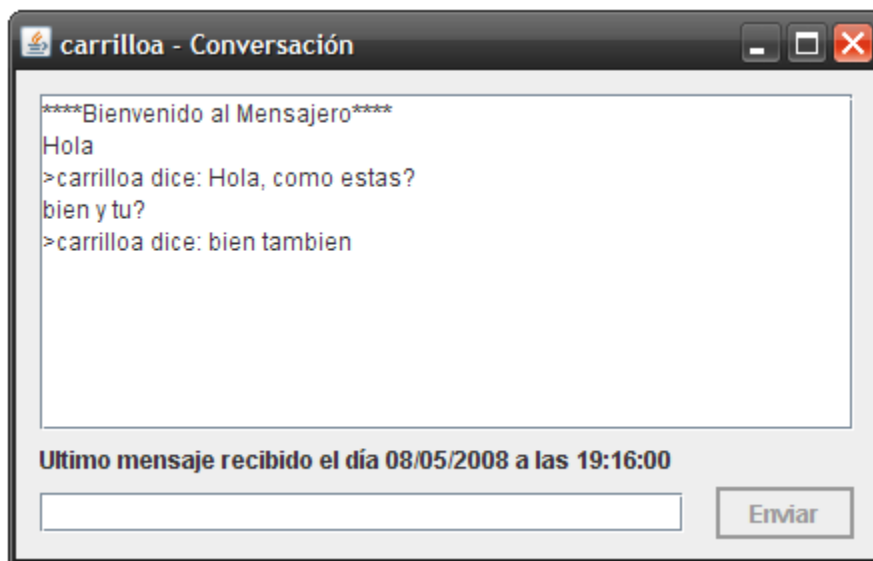 carrilloa - Conversación
****Bienvenido al Mensajero****
Hola
>carrilloa dice: Hola, como estas?
bien y tu?
>carrilloa dice: bien tambien
Ultimo mensaje recibido el día 08/05/2008 a las 19:16:00
Enviar